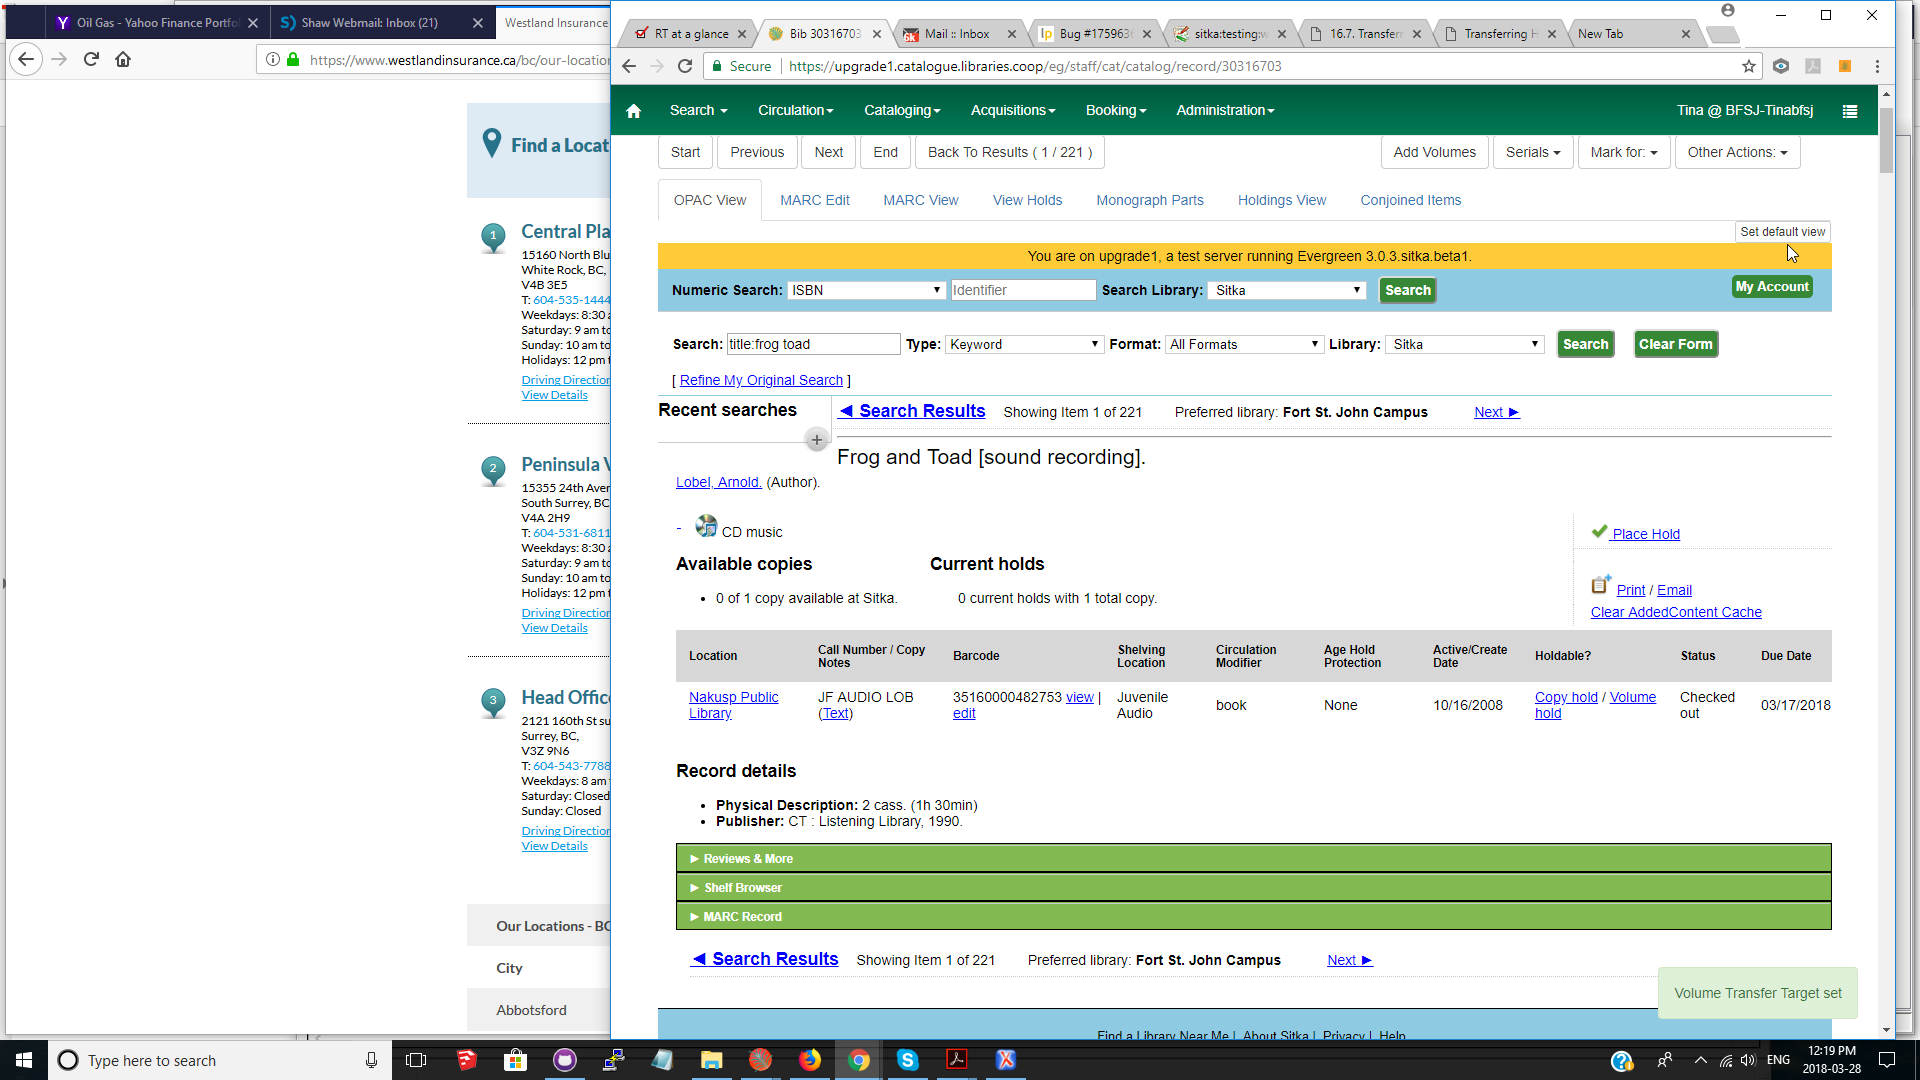 Oil Gas - Yahoo Finance Portfo
Shaw Webmail: Inbox (21)
Westland Insurance
https://www.westlandinsurance.ca/bc/our-location
Find a Locat
1
Central Pla
15160 North Blu
White Rock, BC,
V4B 3E5
T: 604-535-1444
Weekdays: 8:30 a
Saturday: 9 am to
Sunday: 10 am to
Holidays: 12 pm t
Driving Direction
View Details
2
Peninsula V
15355 24th Aven
South Surrey, BC
V4A 2H9
T: 604-531-6811
Weekdays: 8:30 a
Saturday: 9 am to
Sunday: 10 am to
Holidays: 12 pm t
Driving Direction
View Details
3
Head Offic
2121 160th St su
Surrey, BC,
V3Z 9N6
T: 604-543-7788
Weekdays: 8 am
Saturday: Closed
Sunday: Closed
Driving Direction
View Details
Our Locations - BC
City
Abbotsford
RT at a glance
Bib 30316703
Mail :: Inbox
Bug #175963
sitka:testing:w
16.7. Transferr
Transferring H
New Tab
Secure https://upgrade1.catalogue.libraries.coop/eg/staff/cat/catalog/record/30316703
Search Circulation Cataloging Acquisitions Booking Administration Tina @ BFSJ-Tinabfsj
Start Previous Next End Back To Results ( 1 / 221 ) Add Volumes Serials Mark for: Other Actions:
OPAC View MARC Edit MARC View View Holds Monograph Parts Holdings View Conjoined Items
Set default view
You are on upgrade1, a test server running Evergreen 3.0.3.sitka.beta1.
Numeric Search: ISBN Identifier Search Library: Sitka Search My Account
Search: title:frog toad Type: Keyword Format: All Formats Library: Sitka Search Clear Form
[ Refine My Original Search ]
Recent searches
◄ Search Results Showing Item 1 of 221 Preferred library: Fort St. John Campus Next ►
Frog and Toad [sound recording].
Lobel, Arnold. (Author).
- CD music
Place Hold
Print / Email
Clear AddedContent Cache
Available copies Current holds
• 0 of 1 copy available at Sitka. 0 current holds with 1 total copy.
Location Call Number / Copy Notes Barcode Shelving Location Circulation Modifier Age Hold Protection Active/Create Date Holdable? Status Due Date
Nakusp Public Library JF AUDIO LOB (Text) 35160000482753 view | edit Juvenile Audio book None 10/16/2008 Copy hold / Volume hold Checked out 03/17/2018
Record details
• Physical Description: 2 cass. (1h 30min)
• Publisher: CT : Listening Library, 1990.
► Reviews & More
► Shelf Browser
► MARC Record
◄ Search Results Showing Item 1 of 221 Preferred library: Fort St. John Campus Next ►
Volume Transfer Target set
Find a Library Near Me | About Sitka | Privacy | Help
Type here to search
ENG
12:19 PM
2018-03-28